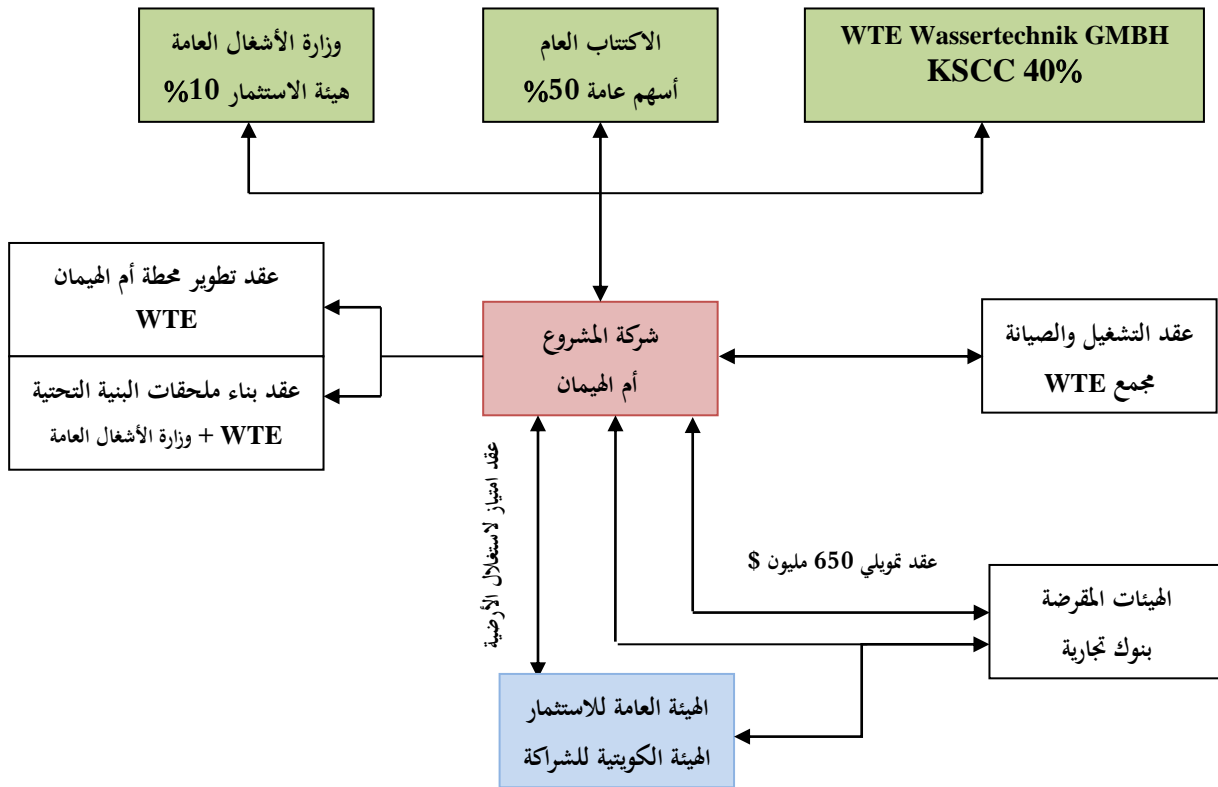 وزارة الأشغال العامة
هيئة الاستثمار 10%
الاكتتاب العام
أسهم عامة 50%
WTE Wassertechnik GMBH
KSCC 40%
عقد تطوير محطة أم الهيمان
WTE
عقد بناء ملحقات البنية التحتية
WTE + وزارة الأشغال العامة
شركة المشروع
أم الهيمان
عقد التشغيل والصيانة
مجمع WTE
عقد امتياز لاستغلال الأرضية
عقد تمويلي 650 مليون $
الهيئات المقرضة
بنوك تجارية
الهيئة العامة للاستثمار
الهيئة الكويتية للشراكة